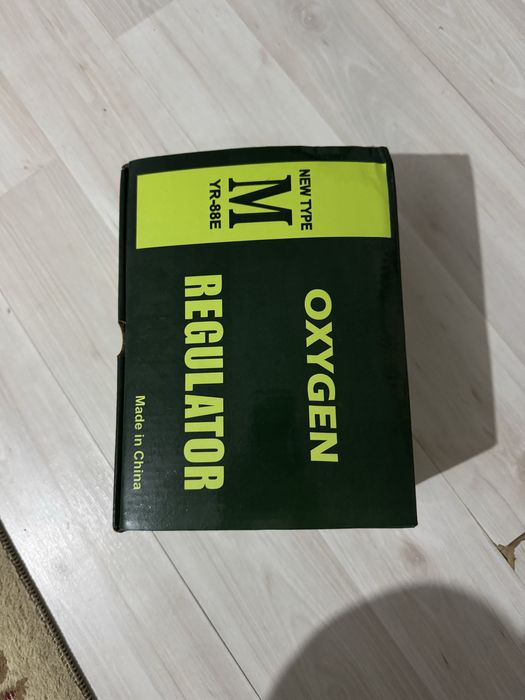 NEW TYPE
M
YR-88E
OXYGEN
REGULATOR
Made in China